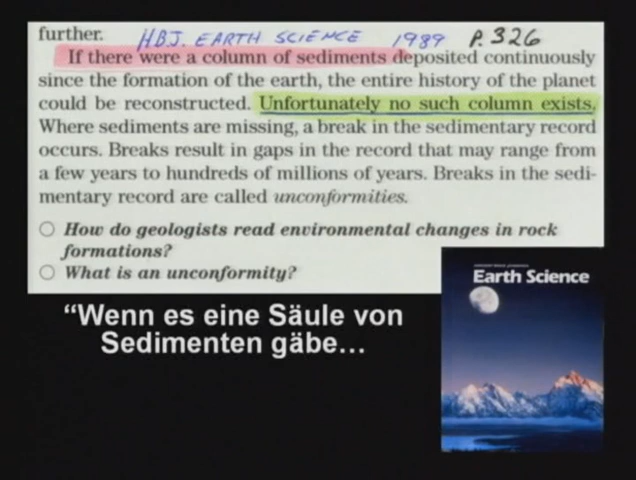 further.
HBJ. EARTH SCIENCE 1989 P. 326
If there were a column of sediments deposited continuously
since the formation of the earth, the entire history of the planet
could be reconstructed. Unfortunately no such column exists.
Where sediments are missing, a break in the sedimentary record
occurs. Breaks result in gaps in the record that may range from
a few years to hundreds of millions of years. Breaks in the sedi-
mentary record are called unconformities.
○ How do geologists read environmental changes in rock
formations?
○ What is an unconformity?
Earth Science
“Wenn es eine Säule von
Sedimenten gäbe...